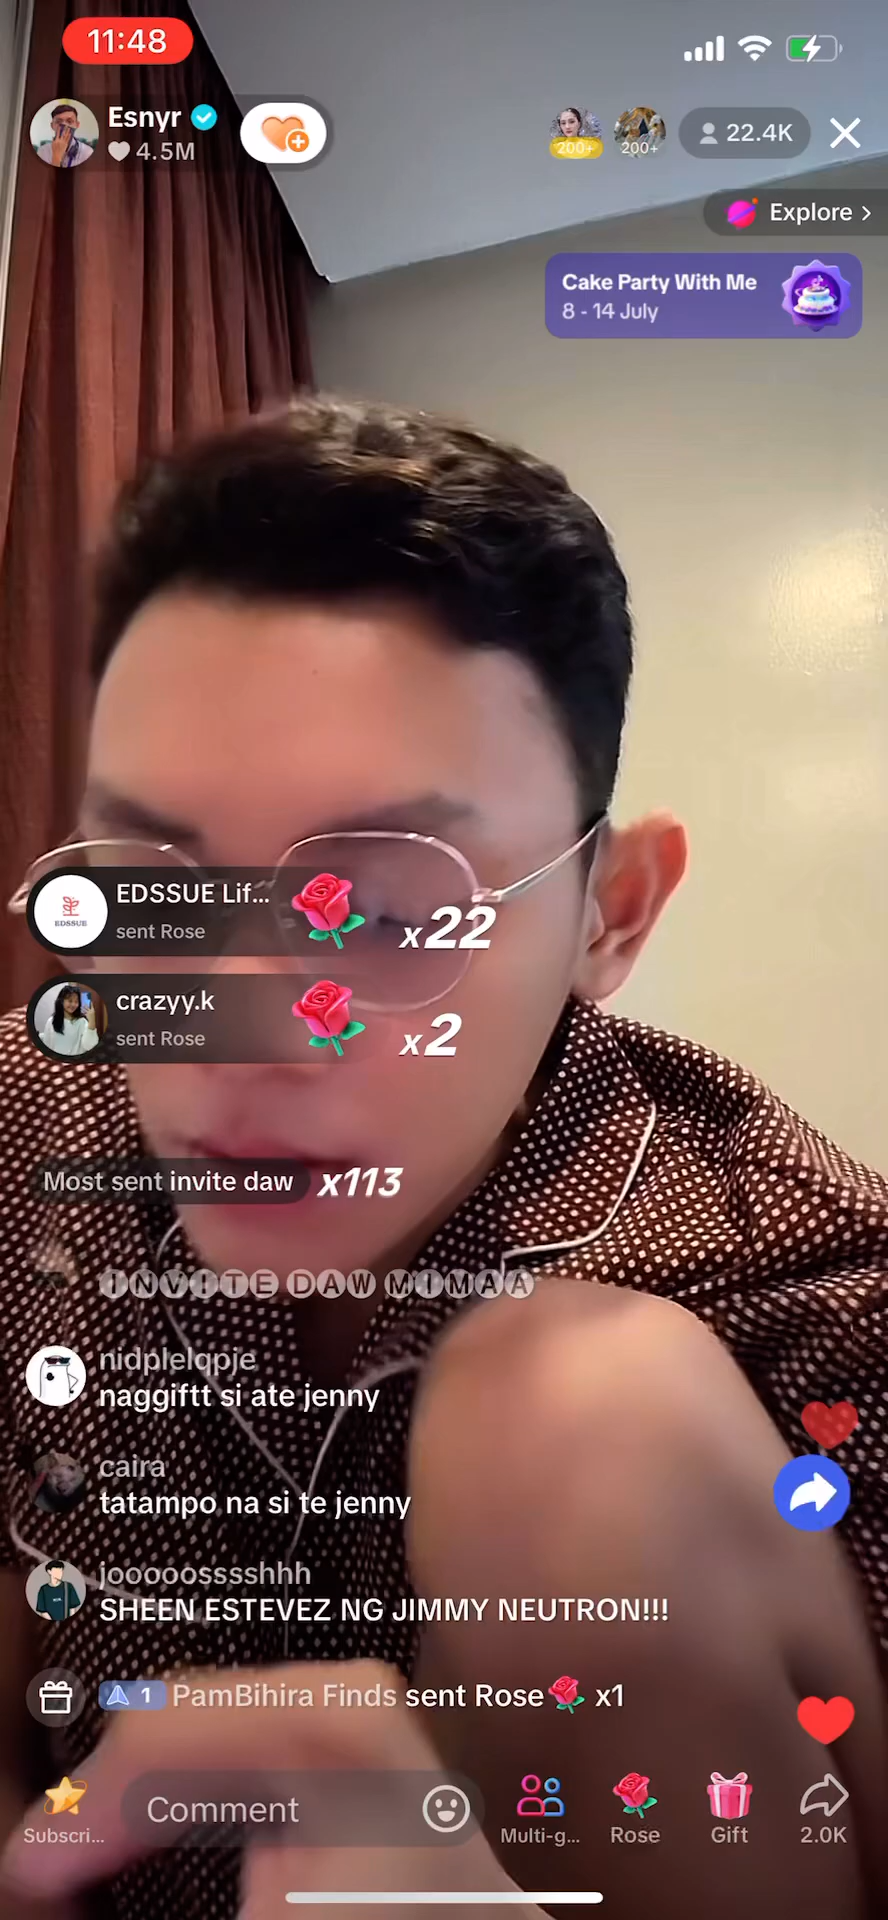 11:48
Esnyr
4.5M
200+
200+
22.4K
Explore >
Cake Party With Me
8 - 14 July
EDSSUE
EDSSUE Lif...
sent Rose
x22
crazyy.k
sent Rose
x2
Most sent invite daw x113
INVITE DAW MIMAA
nidplelqpje
naggiftt si ate jenny
caira
tatampo na si te jenny
jooooosssshhh
SHEEN ESTEVEZ NG JIMMY NEUTRON!!!
1 PamBihira Finds sent Rose x1
Comment
Subscri...
Multi-g...
Rose
Gift
2.0K